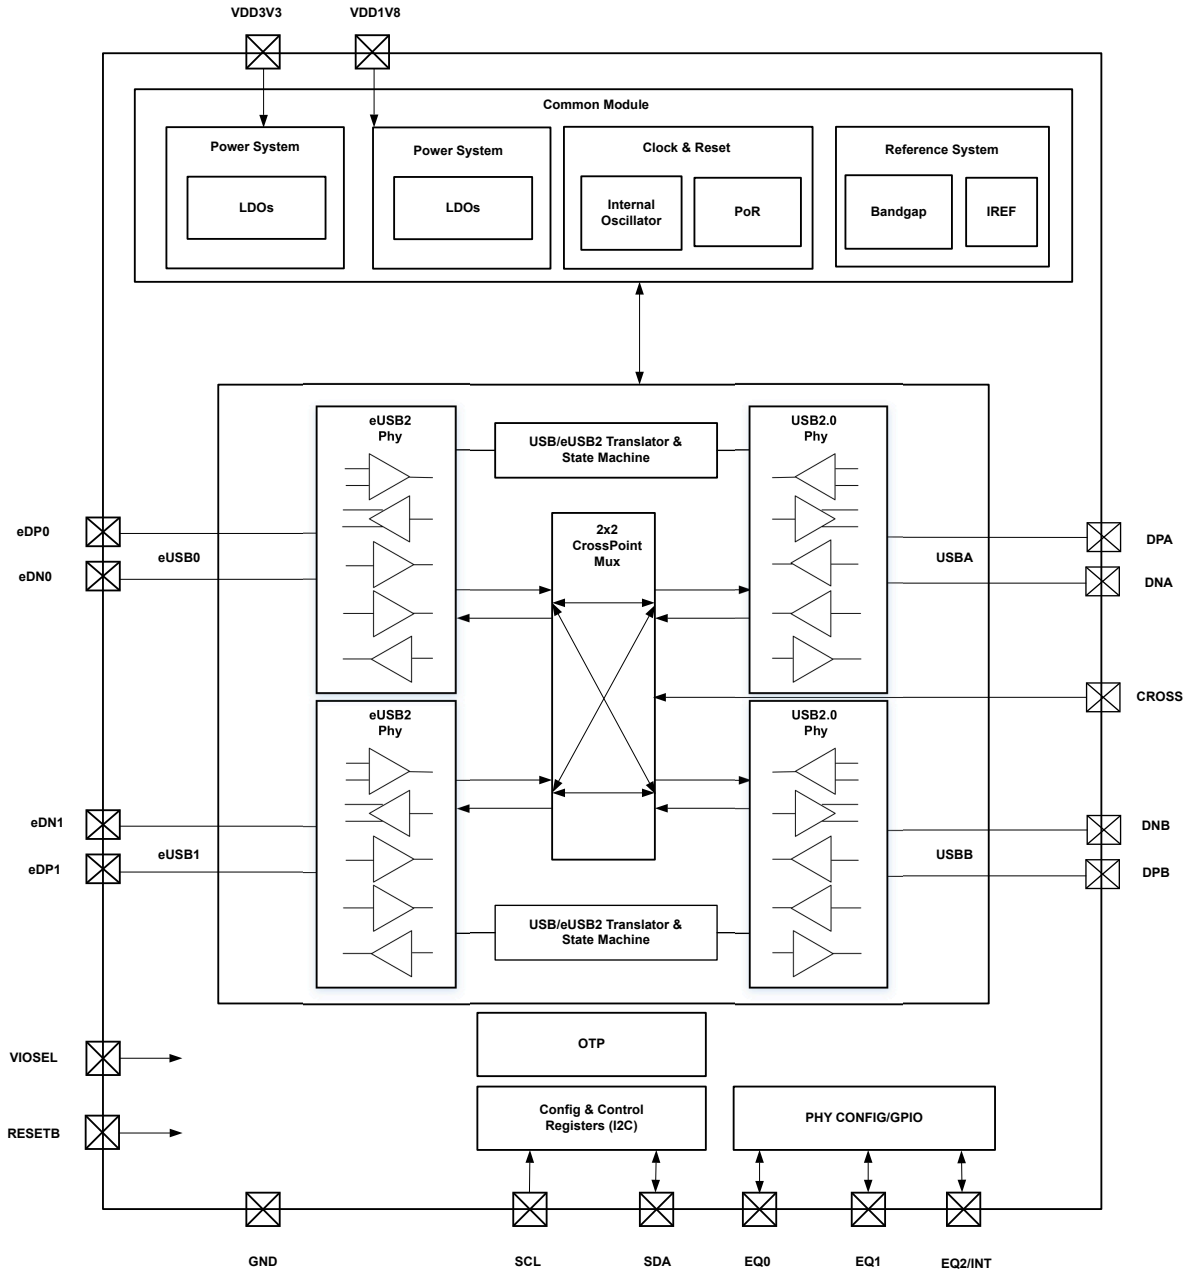 VDD3V3
VDD1V8
Common Module
Power System
LDOs
Power System
LDOs
Clock & Reset
Internal
Oscillator
PoR
Reference System
Bandgap
IREF
eUSB2
Phy
USB/eUSB2 Translator &
State Machine
USB2.0
Phy
2x2
CrossPoint
Mux
eDP0
eUSB0
eDN0
USBA
DPA
DNA
CROSS
eUSB2
Phy
USB2.0
Phy
eDN1
eUSB1
eDP1
DNB
USBB
DPB
USB/eUSB2 Translator &
State Machine
OTP
VIOSEL
Config & Control
Registers (I2C)
PHY CONFIG/GPIO
RESETB
GND
SCL
SDA
EQ0
EQ1
EQ2/INT